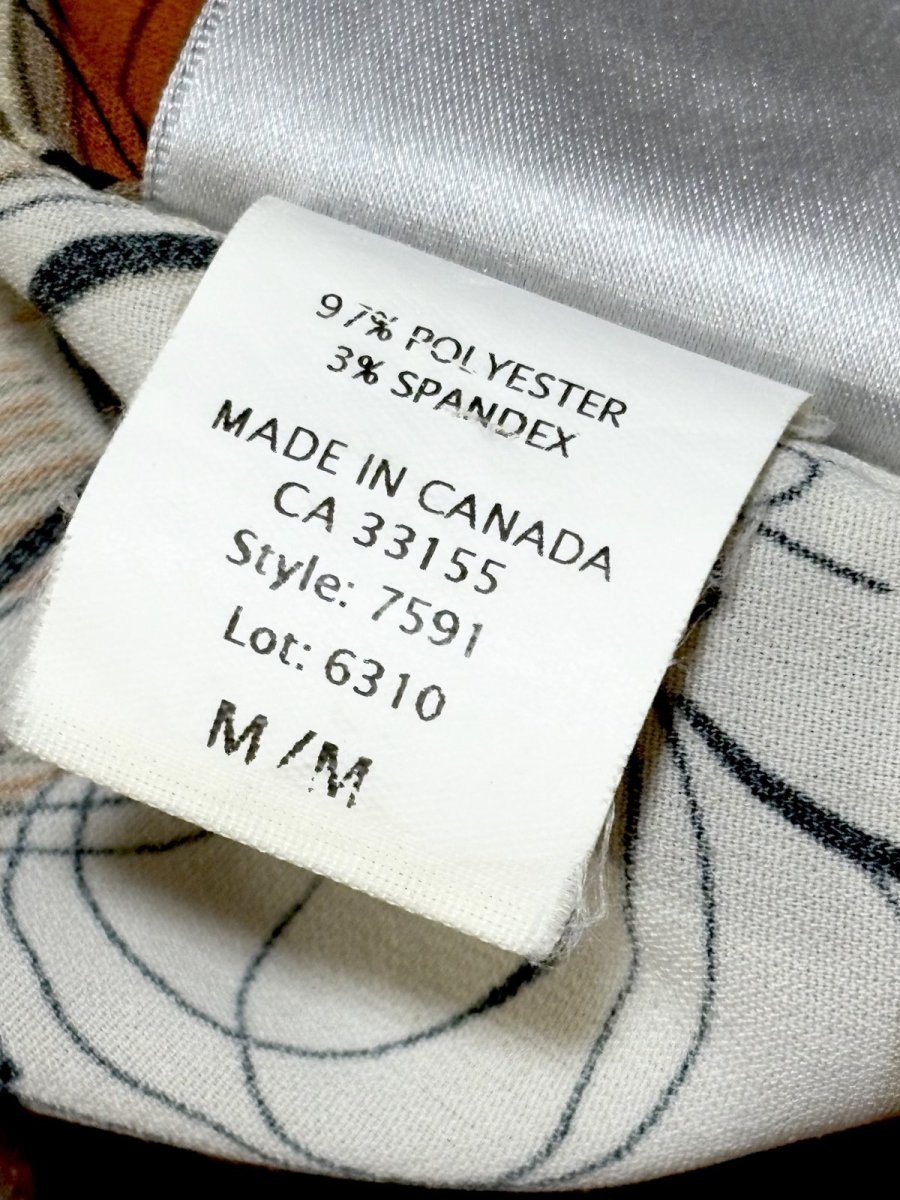 97% POLYESTER
3% SPANDEX
MADE IN CANADA
CA 33155
Style: 7591
Lot: 6310
M/M